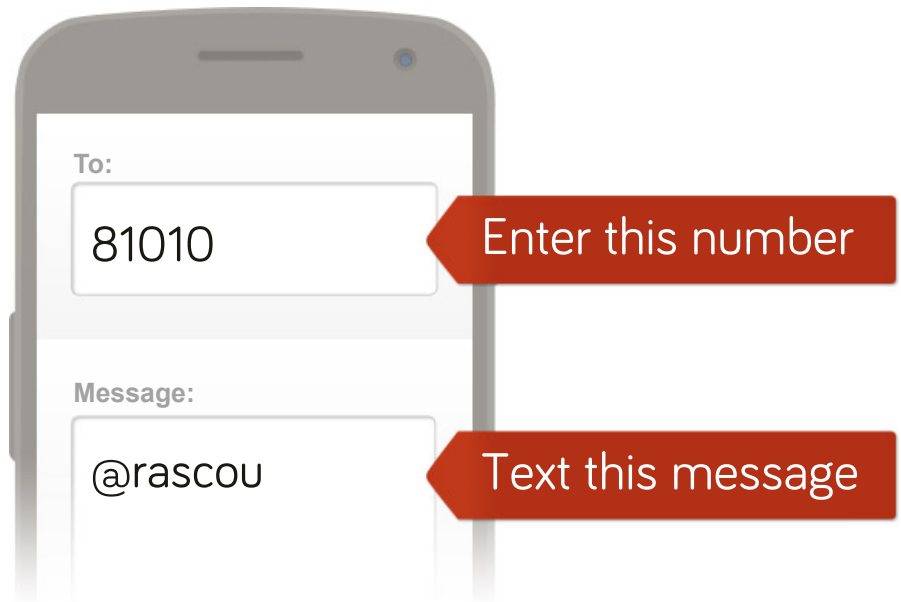 To:
81010
Enter this number
Message:
@rascou
Text this message